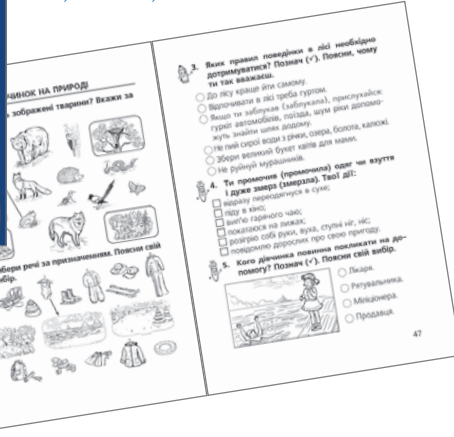 ЧИНОК НА ПРИРОДІ
зображені тварини? Вкажи за
бери речі за призначенням. Поясни свій
бір.
3. Яких правил поведінки в лісі необхідно
дотримуватися? Познач (✓). Поясни, чому
ти так вважаєш.
До лісу краще йти самому.
Відпочивати в лісі треба гуртом.
Якщо ти заблукав (заблукала), прислухайся:
гуркіт автомобілів, поїзда, шум ріки допомо-
жуть знайти шлях додому.
Не пий сирої води з річки, озера, болота, калюжі.
Збери великий букет квітів для мами.
Не руйнуй мурашників.
4. Ти промочив (промочила) одяг чи взуття
і дуже змерз (змерзла). Твої дії:
відразу переодягнуся в сухе;
піду в кіно;
вип'ю гарячого чаю;
покатаюся на лижах;
розігрію собі руки, вуха, ступні ніг, ніс;
повідомлю дорослих про свою пригоду.
5. Кого дівчинка повинна покликати на до-
помогу? Познач (✓). Поясни свій вибір.
Лікаря.
Рятувальника.
Міліціонера.
Продавця.
47